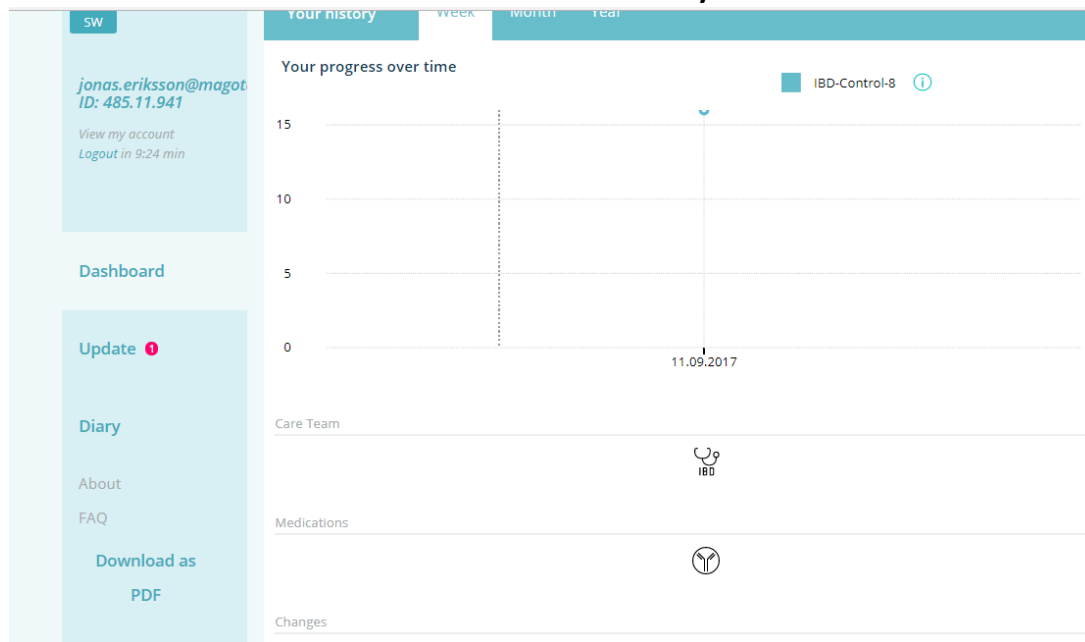 SW
jonas.eriksson@magot
ID: 485.11.941
View my account
Logout in 9:24 min
Dashboard
Update 1
Diary
About
FAQ
Download as
PDF
Your history Week Month Year
Your progress over time
IBD-Control-8 i
15
10
5
0
11.09.2017
Care Team
IBD
Medications
Changes